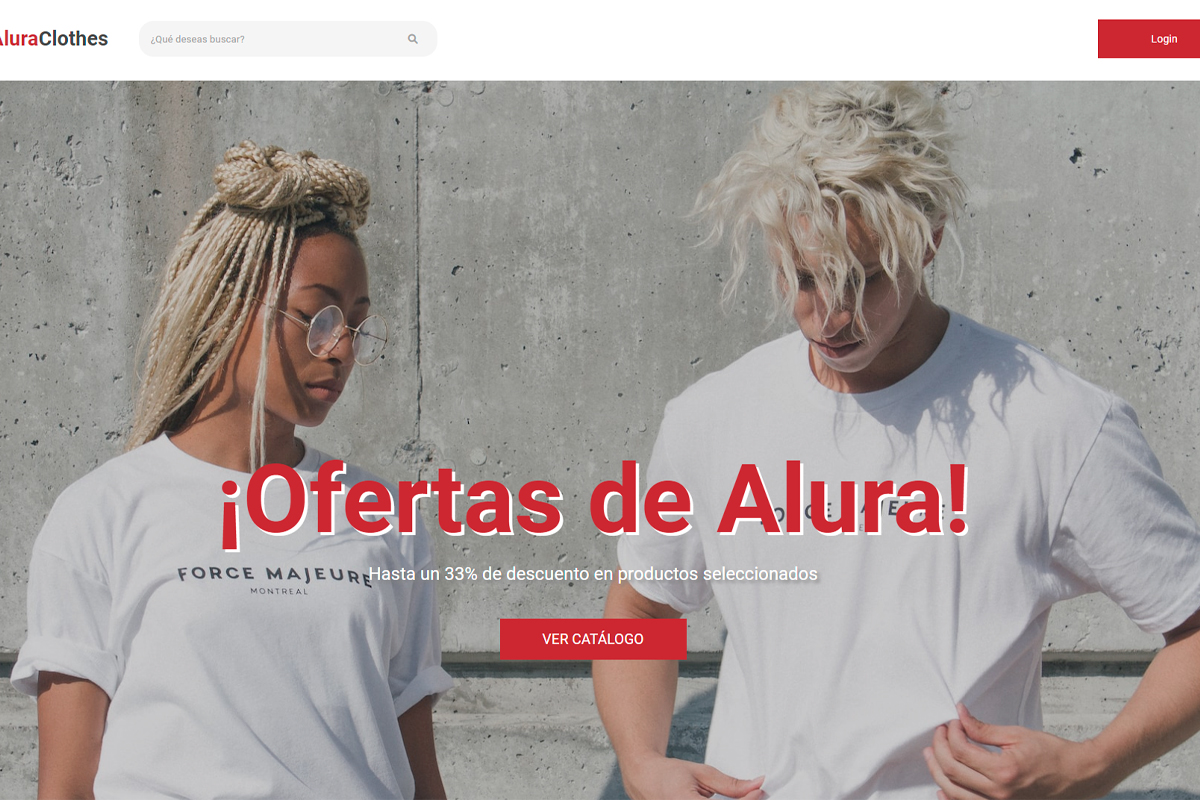 AluraClothes
¿Qué deseas buscar?
Login
¡Ofertas de Alura!
FORCE MAJEURE
MONTREAL
Hasta un 33% de descuento en productos seleccionados
VER CATÁLOGO